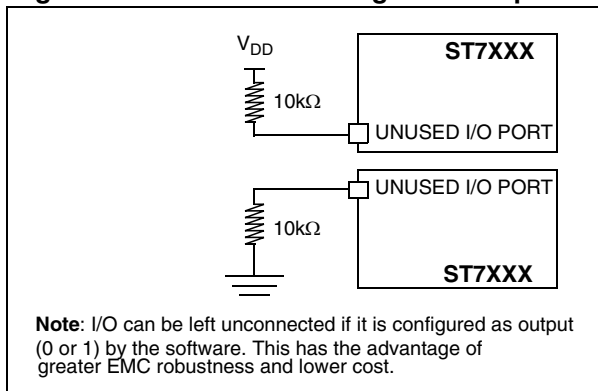 V_DD
ST7XXX
10kΩ
UNUSED I/O PORT
UNUSED I/O PORT
10kΩ
ST7XXX
Note: I/O can be left unconnected if it is configured as output
(0 or 1) by the software. This has the advantage of
greater EMC robustness and lower cost.